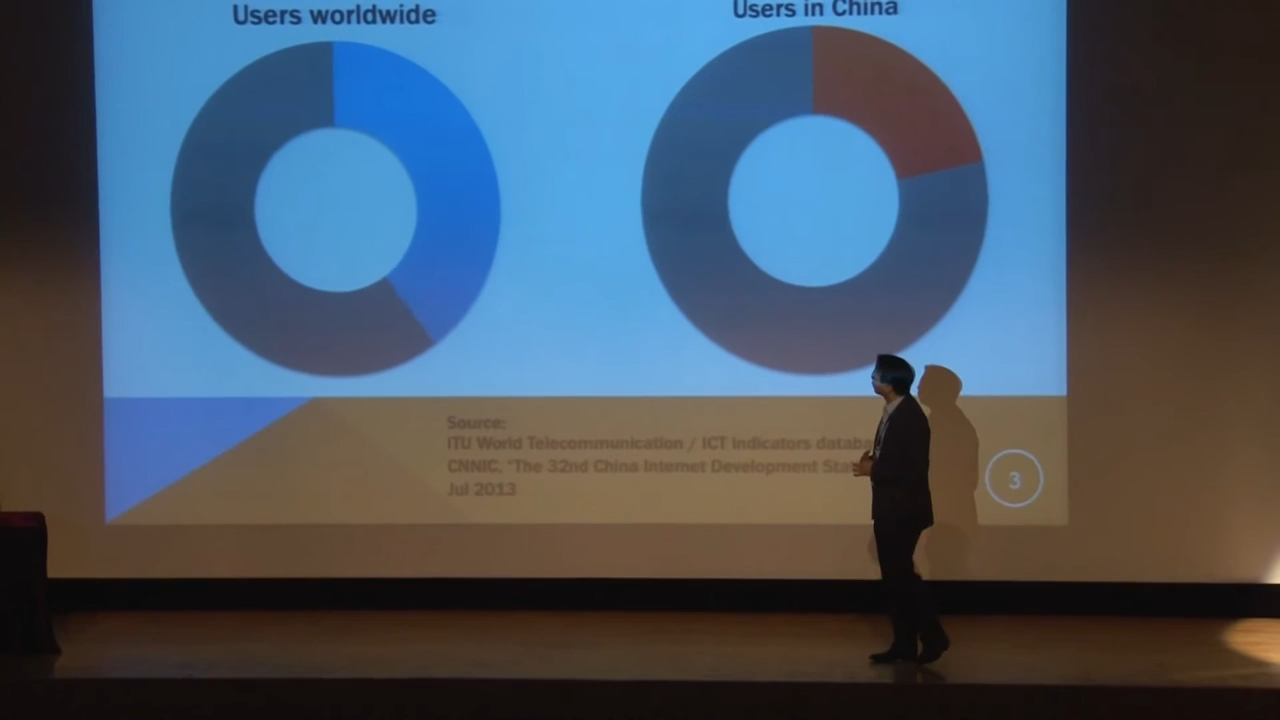 Users worldwide
Users in China
Source:
ITU World Telecommunication / ICT Indicators databa
CNNIC, "The 32nd China Internet Development Sta
Jul 2013
3